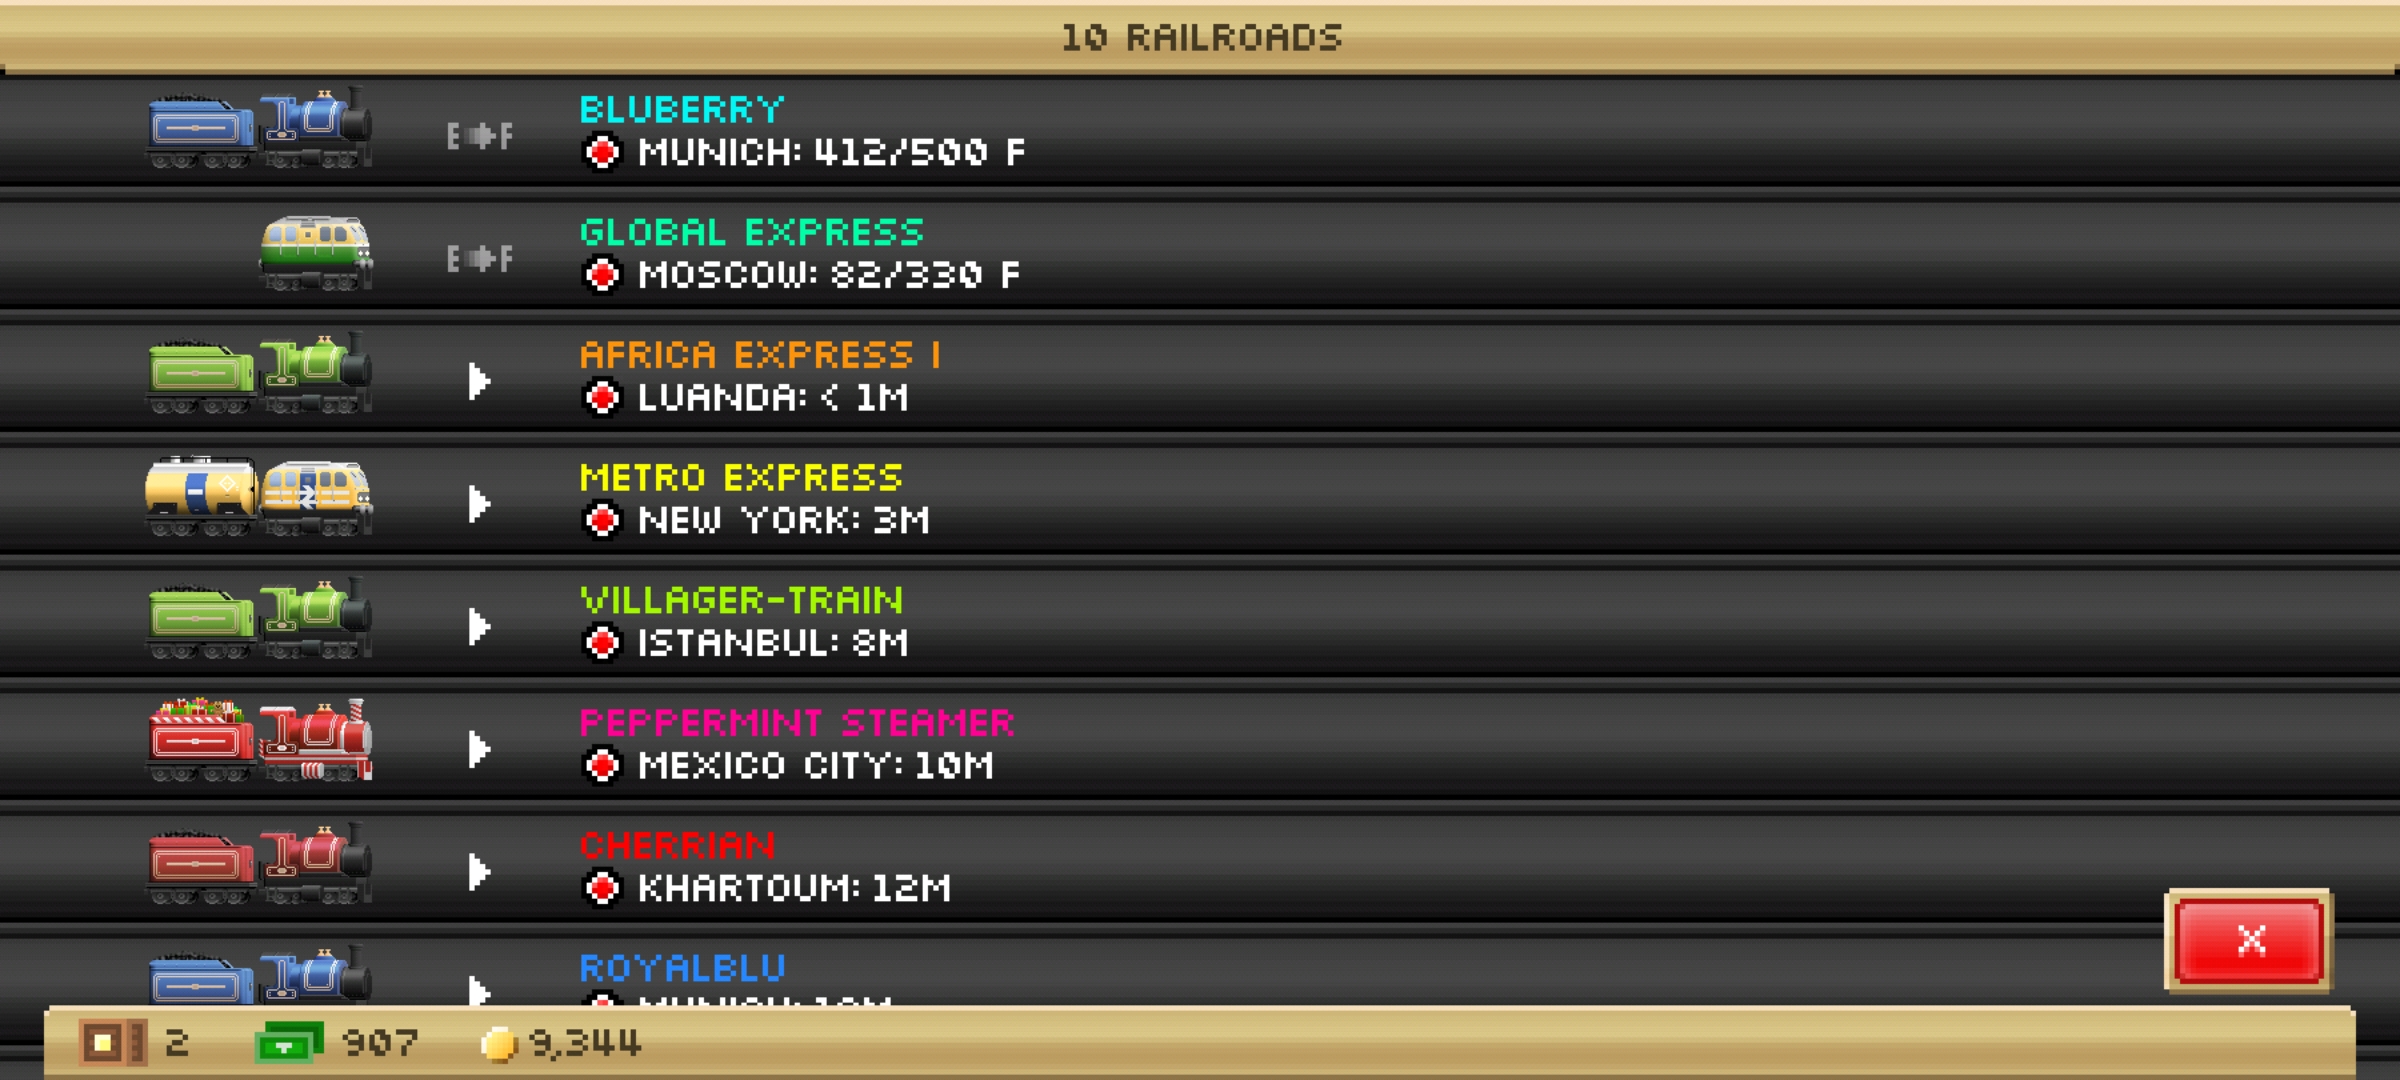 10 RAILROADS
BLUBERRY
E F
MUNICH: 412/500 F
GLOBAL EXPRESS
E F
MOSCOW: 82/330 F
AFRICA EXPRESS I
LUANDA: < 1M
METRO EXPRESS
NEW YORK: 3M
VILLAGER-TRAIN
ISTANBUL: 8M
PEPPERMINT STEAMER
MEXICO CITY: 10M
CHERRIAN
KHARTOUM: 12M
X
ROYALBLU
2 907 9,344